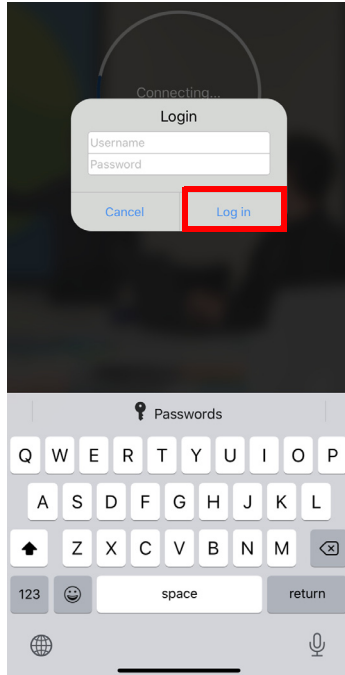 Connecting...
Login
Username
Password
Cancel
Log in
Passwords
Q W E R T Y U I O P
A S D F G H J K L
Z X C V B N M
123
space
return